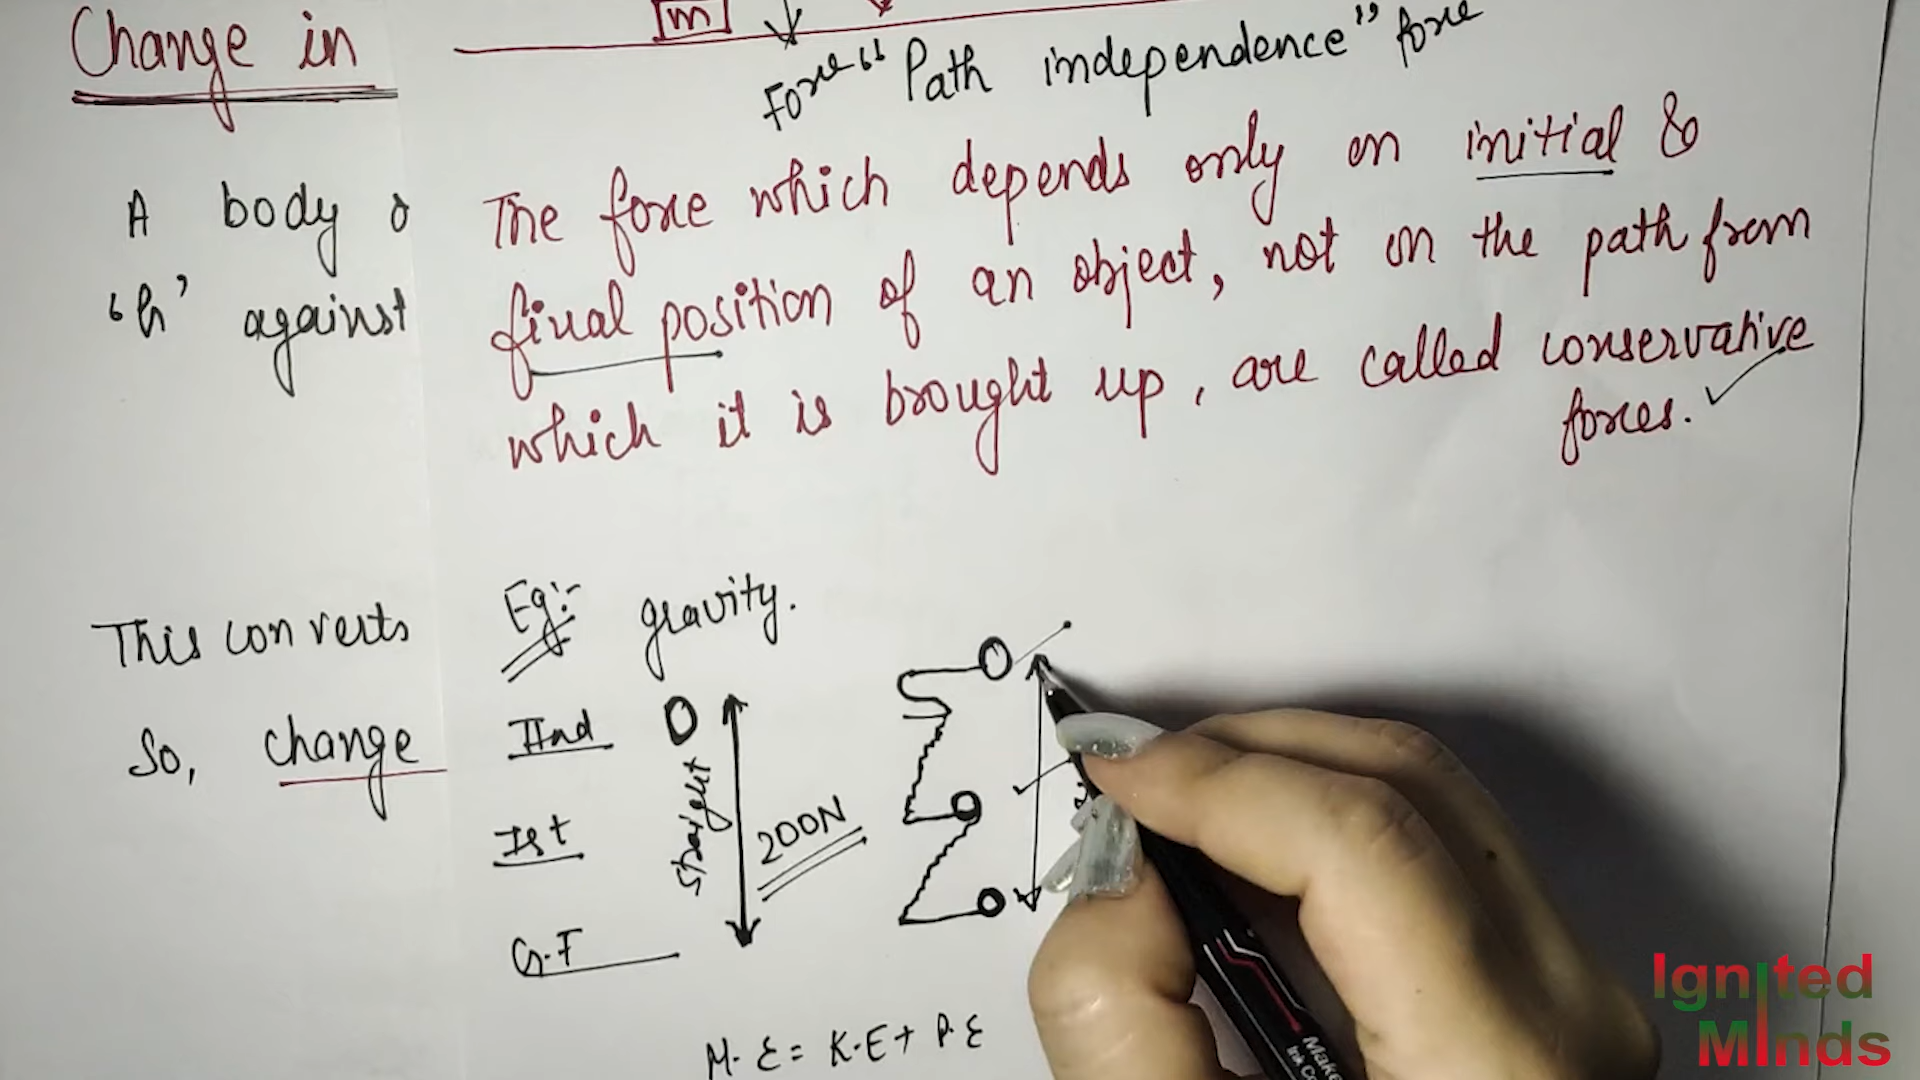 Change in
m
Force "Path independence" force
A body o
The force which depends only on initial &
final position of an object, not on the path from
'h' against
which it is brought up, are called conservative
forces.
This converts
Eg:- gravity.
So, change
IInd
Ist
G.F
straight
200N
M.E = K.E + P.E
Ignited
Minds